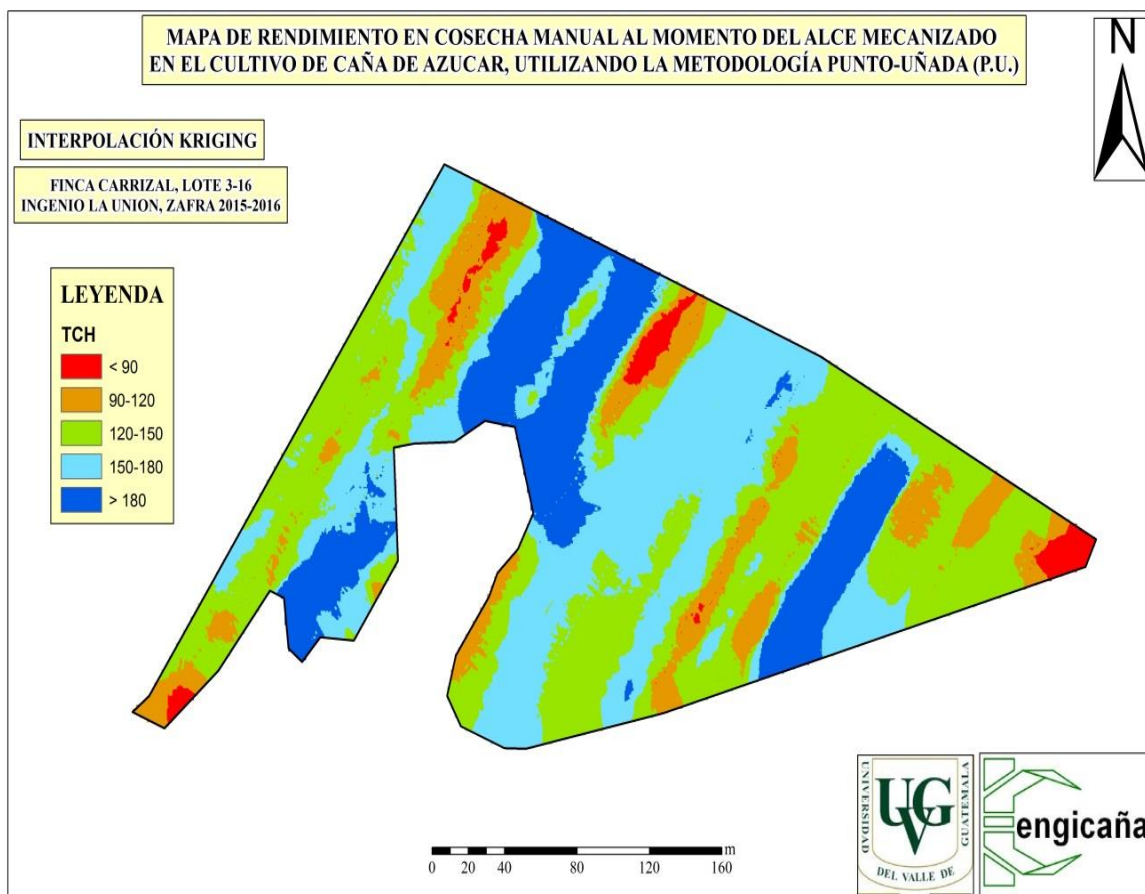 MAPA DE RENDIMIENTO EN COSECHA MANUAL AL MOMENTO DEL ALCE MECANIZADO
EN EL CULTIVO DE CAÑA DE AZUCAR, UTILIZANDO LA METODOLOGÍA PUNTO-UÑADA (P.U.)
N
INTERPOLACIÓN KRIGING
FINCA CARRIZAL, LOTE 3-16
INGENIO LA UNION, ZAFRA 2015-2016
LEYENDA
TCH
< 90
90-120
120-150
150-180
> 180
0 20 40 80 120 160
m
UNIVERSIDAD
UVG
GUATEMALA
DEL VALLE DE
engicaña